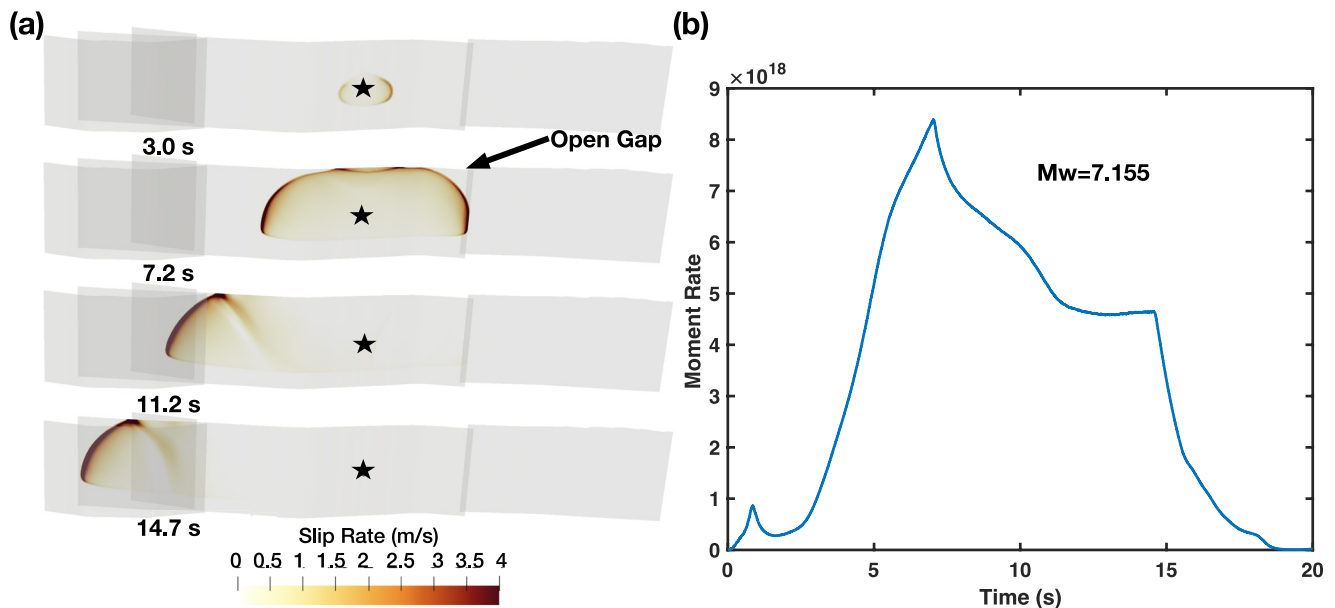 (a)
3.0 s
Open Gap
7.2 s
11.2 s
14.7 s
Slip Rate (m/s)
0 0.5 1 1.5 2 2.5 3 3.5 4
(b)
×10¹⁸
9
8
7
6
5
4
3
2
1
0
Moment Rate
Mw=7.155
0 5 10 15 20
Time (s)